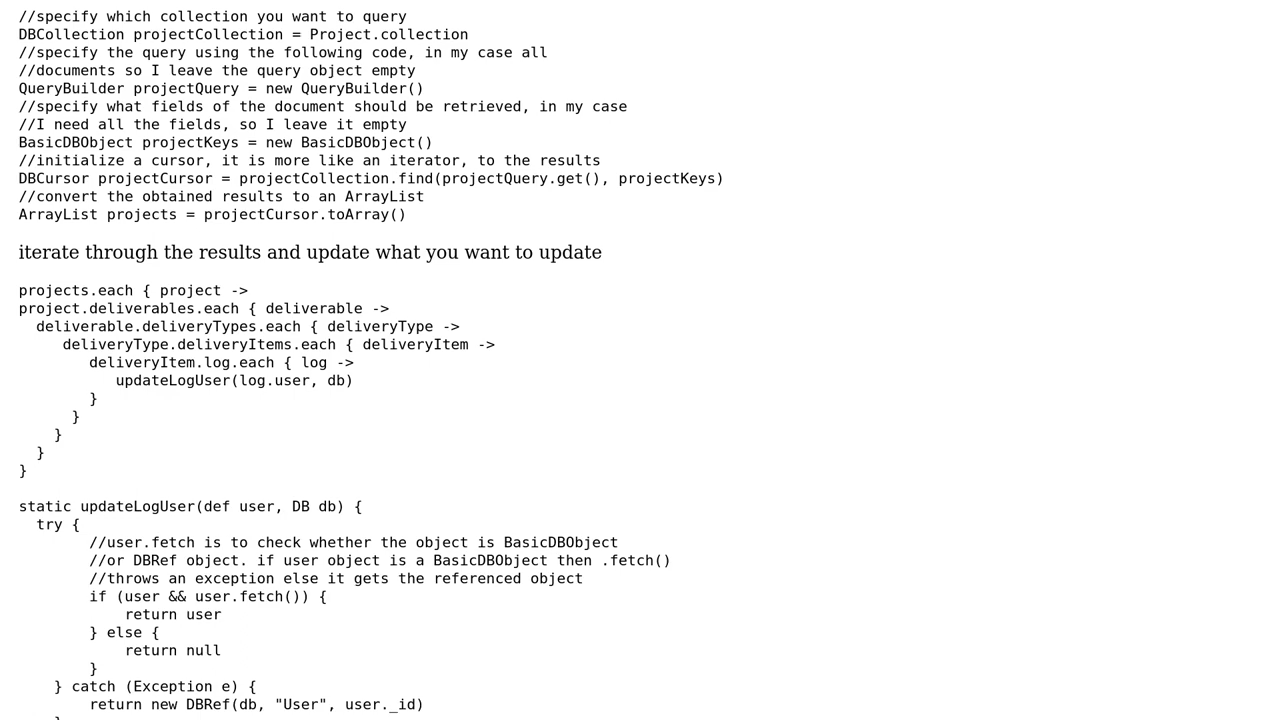 //specify which collection you want to query
DBCollection projectCollection = Project.collection
//specify the query using the following code, in my case all
//documents so I leave the query object empty
QueryBuilder projectQuery = new QueryBuilder()
//specify what fields of the document should be retrieved, in my case
//I need all the fields, so I leave it empty
BasicDBObject projectKeys = new BasicDBObject()
//initialize a cursor, it is more like an iterator, to the results
DBCursor projectCursor = projectCollection.find(projectQuery.get(), projectKeys)
//convert the obtained results to an ArrayList
ArrayList projects = projectCursor.toArray()
iterate through the results and update what you want to update
projects.each { project ->
project.deliverables.each { deliverable ->
  deliverable.deliveryTypes.each { deliveryType ->
     deliveryType.deliveryItems.each { deliveryItem ->
        deliveryItem.log.each { log ->
           updateLogUser(log.user, db)
        }
      }
    }
  }
}
static updateLogUser(def user, DB db) {
  try {
        //user.fetch is to check whether the object is BasicDBObject
        //or DBRef object. if user object is a BasicDBObject then .fetch()
        //throws an exception else it gets the referenced object
        if (user && user.fetch()) {
            return user
        } else {
            return null
        }
    } catch (Exception e) {
        return new DBRef(db, "User", user._id)